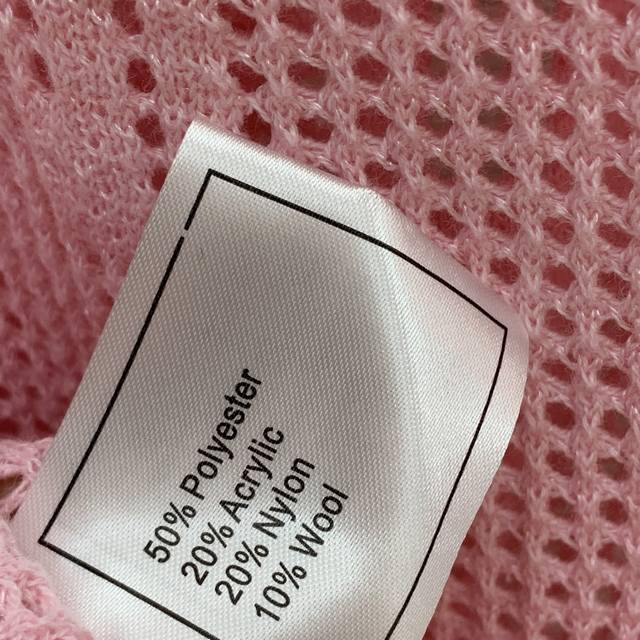 50% Polyester
20% Acrylic
20% Nylon
10% Wool